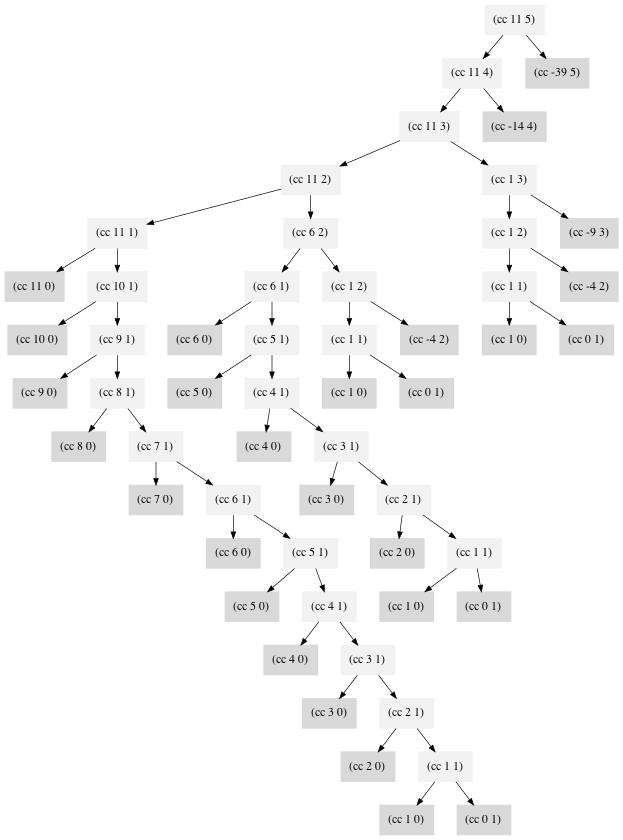 (cc 11 5)
(cc 11 4) (cc -39 5)
(cc 11 3) (cc -14 4)
(cc 11 2) (cc 1 3)
(cc 11 1) (cc 6 2) (cc 1 2) (cc -9 3)
(cc 11 0) (cc 10 1) (cc 6 1) (cc 1 2) (cc 1 1) (cc -4 2)
(cc 10 0) (cc 9 1) (cc 6 0) (cc 5 1) (cc 1 1) (cc -4 2) (cc 1 0) (cc 0 1)
(cc 9 0) (cc 8 1) (cc 5 0) (cc 4 1) (cc 1 0) (cc 0 1)
(cc 8 0) (cc 7 1) (cc 4 0) (cc 3 1)
(cc 7 0) (cc 6 1) (cc 3 0) (cc 2 1)
(cc 6 0) (cc 5 1) (cc 2 0) (cc 1 1)
(cc 5 0) (cc 4 1) (cc 1 0) (cc 0 1)
(cc 4 0) (cc 3 1)
(cc 3 0) (cc 2 1)
(cc 2 0) (cc 1 1)
(cc 1 0) (cc 0 1)